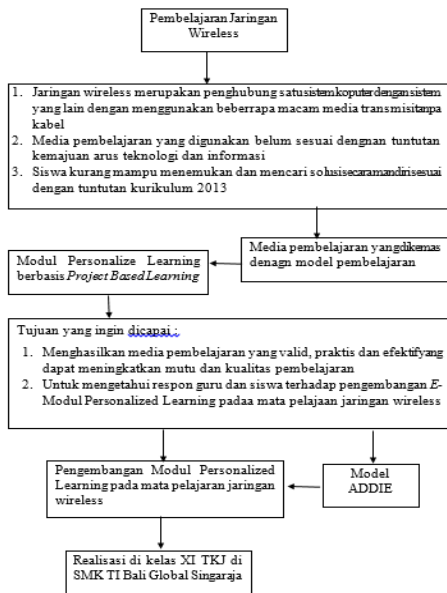 Pembelajaran Jaringan
Wireless
1. Jaringan wireless merupakan penghubung satusistemkoputerdengansistem
yang lain dengan menggunakan beberrapa macam media transmisitanpa
kabel
2. Media pembelajaran yang digunakan belum sesuai dengnan tuntutan
kemajuan arus teknologi dan informasi
3. Siswa kurang mampu menemukan dan mencari solusisecaramandirisesuai
dengan tuntutan kurikulum 2013
Media pembelajaran yangdikemas
denagn model pembelajaran
Modul Personalize Learning
berbasis Project Based Learning
Tujuan yang ingin dicapai :
1. Menghasilkan media pembelajaran yang valid, praktis dan efektifyang
dapat meningkatkan mutu dan kualitas pembelajaran
2. Untuk mengetahui respon guru dan siswa terhadap pengembangan E-
Modul Personalized Learning padaa mata pelajaan jaringan wireless
Pengembangan Modul Personalized
Learning pada mata pelajaran jaringan
wireless
Model
ADDIE
Realisasi di kelas XI TKJ di
SMK TI Bali Global Singaraja